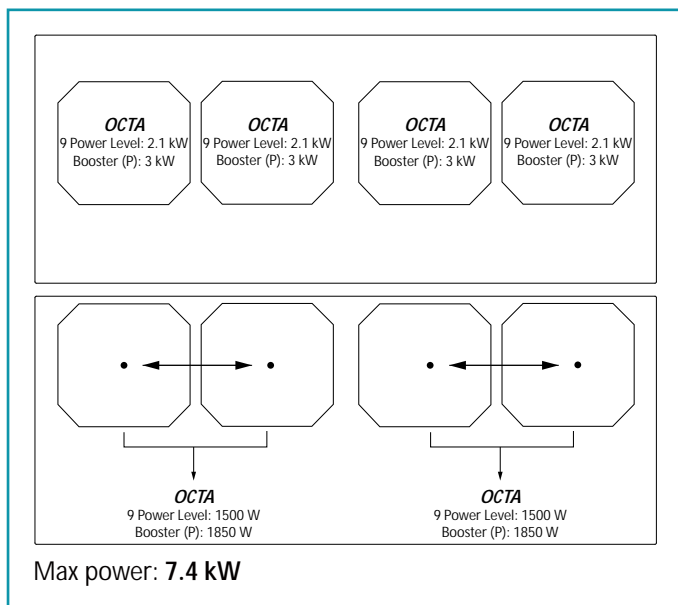 OCTA
9 Power Level: 2.1 kW
Booster (P): 3 kW
OCTA
9 Power Level: 2.1 kW
Booster (P): 3 kW
OCTA
9 Power Level: 2.1 kW
Booster (P): 3 kW
OCTA
9 Power Level: 2.1 kW
Booster (P): 3 kW
OCTA
9 Power Level: 1500 W
Booster (P): 1850 W
OCTA
9 Power Level: 1500 W
Booster (P): 1850 W
Max power: 7.4 kW